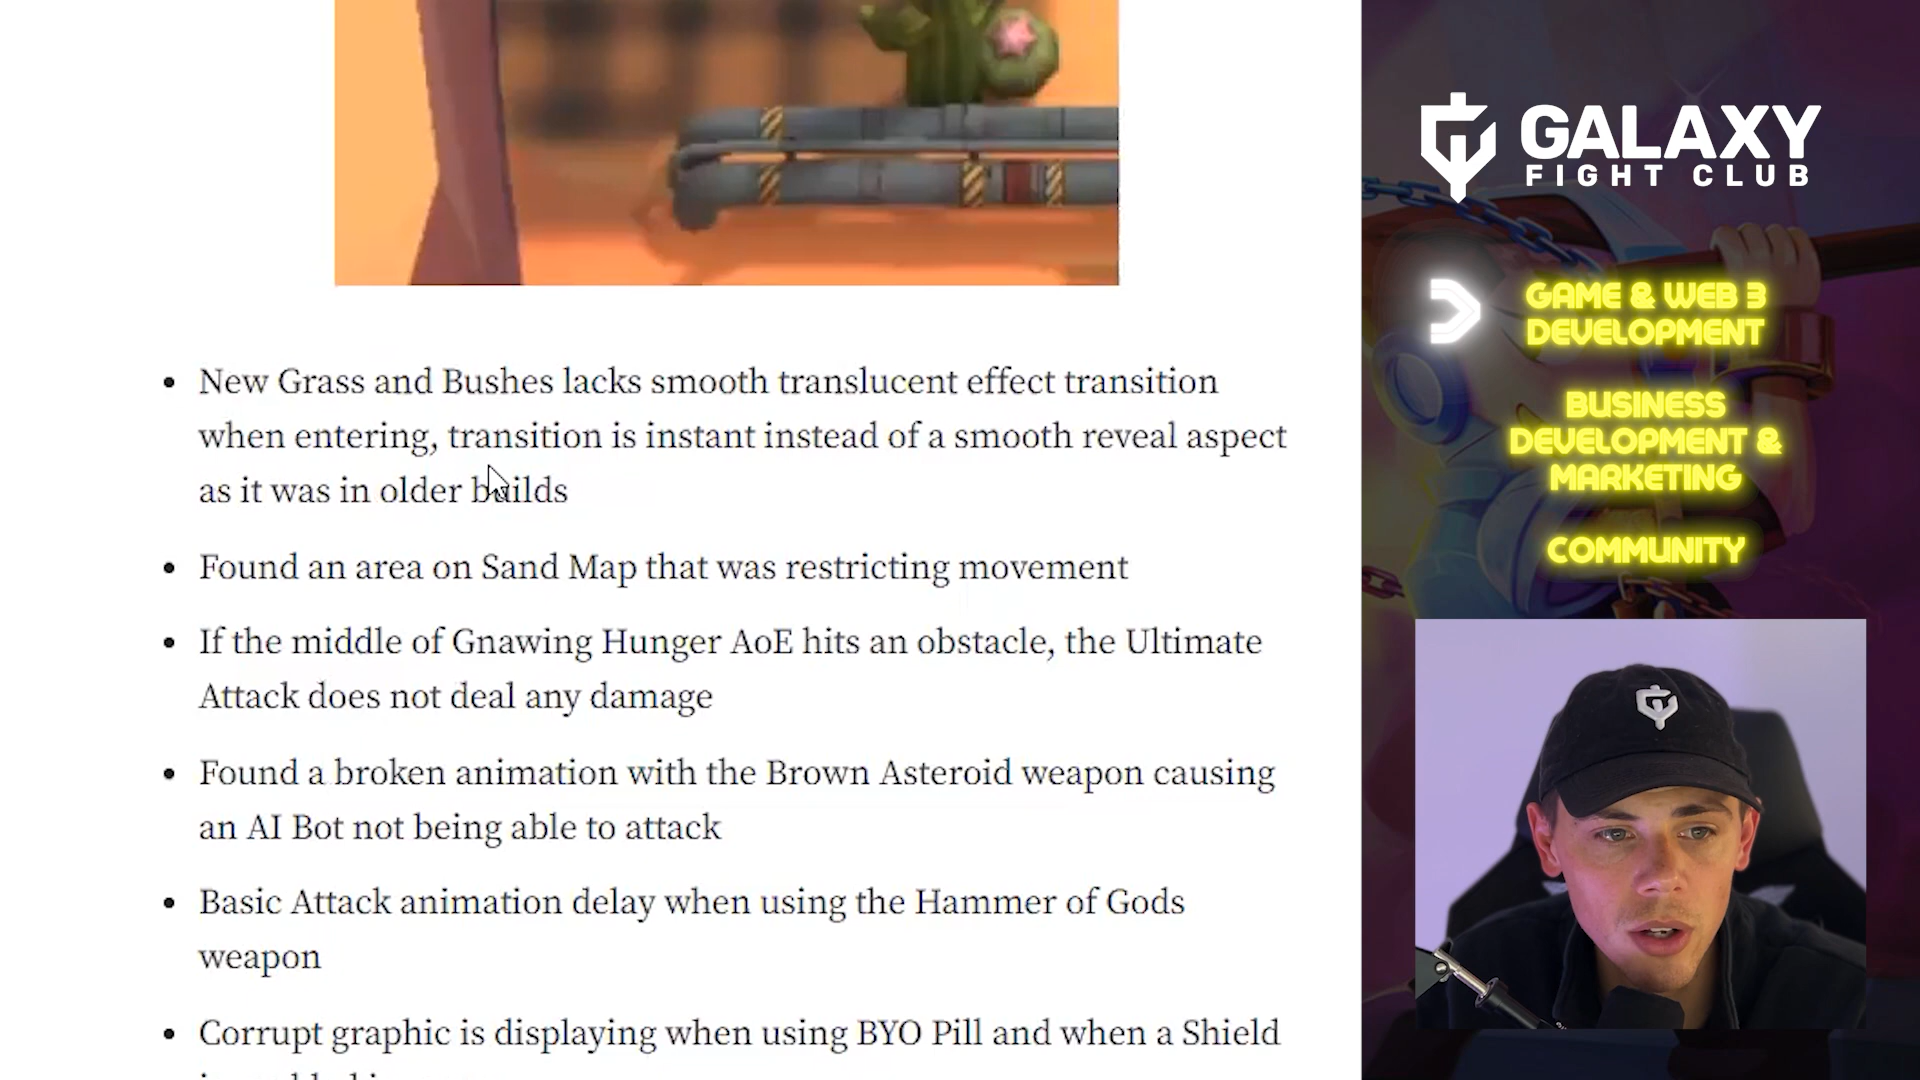 New Grass and Bushes lacks smooth translucent effect transition
when entering, transition is instant instead of a smooth reveal aspect
as it was in older builds
Found an area on Sand Map that was restricting movement
If the middle of Gnawing Hunger AoE hits an obstacle, the Ultimate
Attack does not deal any damage
Found a broken animation with the Brown Asteroid weapon causing
an AI Bot not being able to attack
Basic Attack animation delay when using the Hammer of Gods
weapon
Corrupt graphic is displaying when using BYO Pill and when a Shield
GALAXY
FIGHT CLUB
GAME & WEB 3
DEVELOPMENT
BUSINESS
DEVELOPMENT &
MARKETING
COMMUNITY